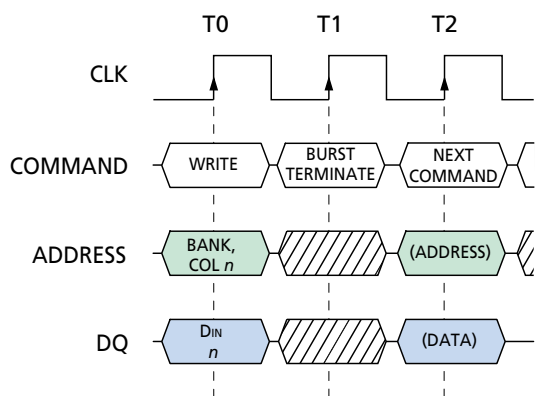 T0 T1 T2
CLK
COMMAND WRITE BURST TERMINATE NEXT COMMAND
ADDRESS BANK, COL n (ADDRESS)
DQ DIN n (DATA)